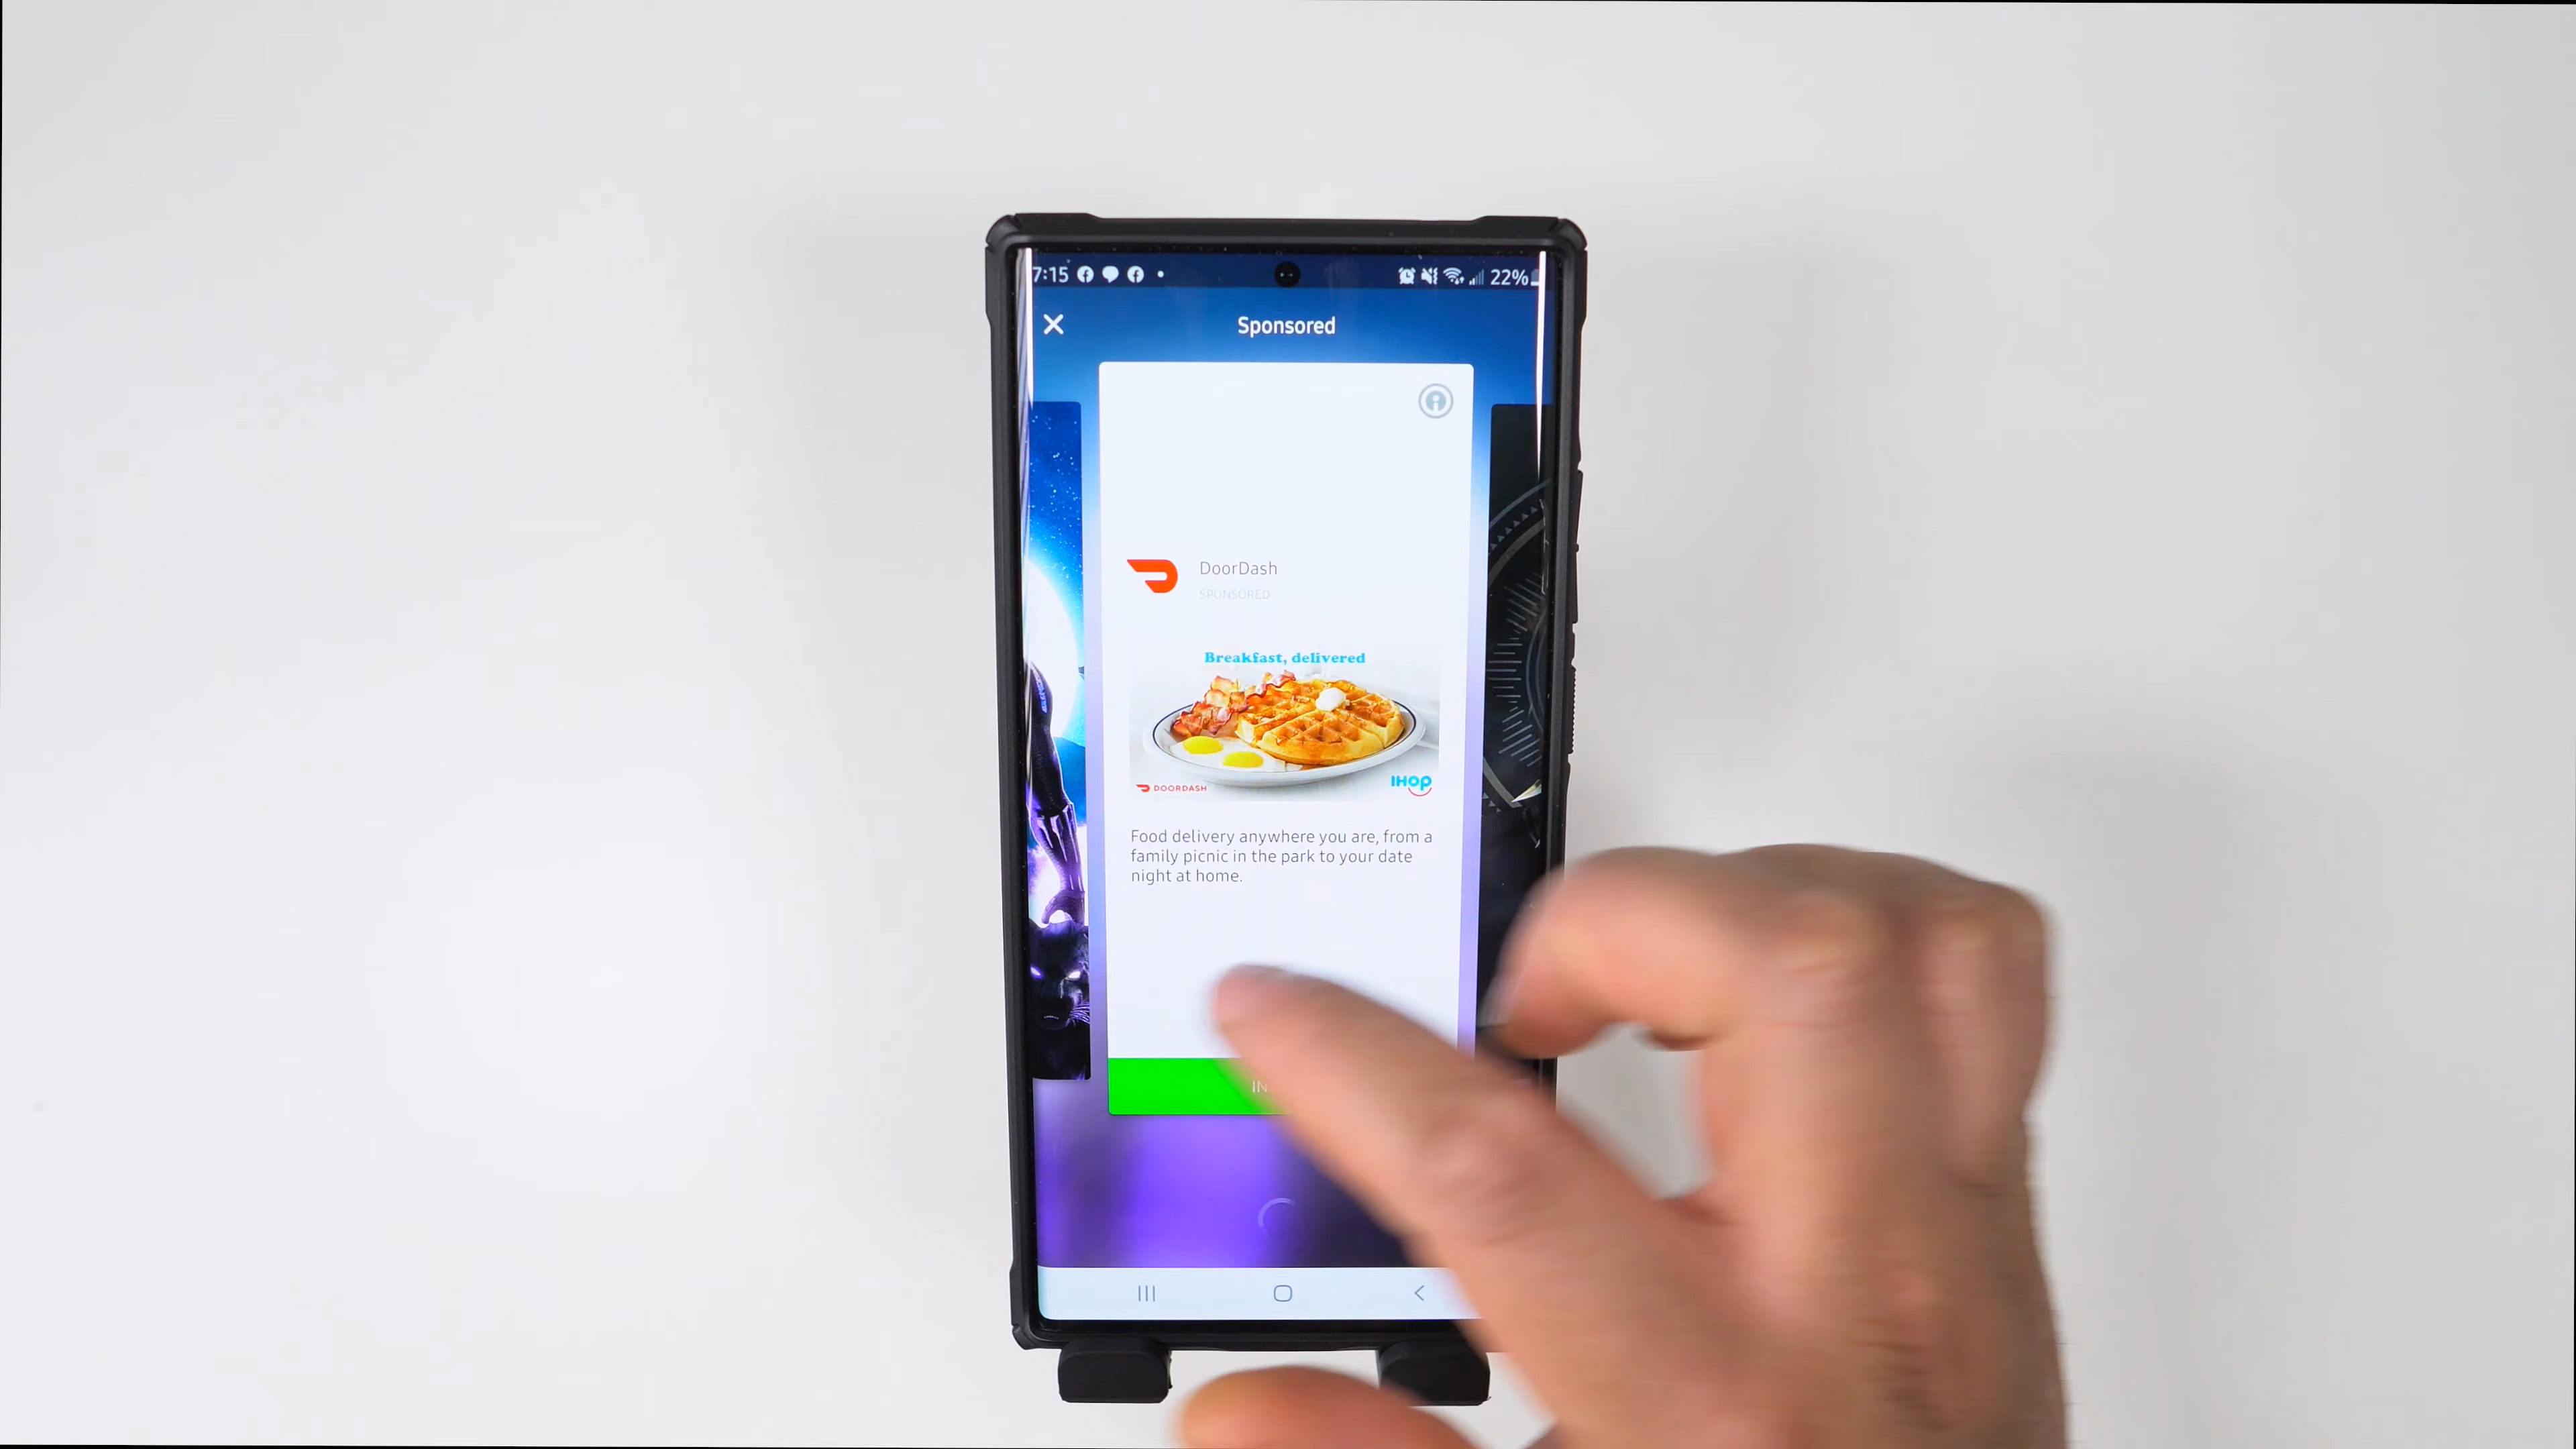 7:15
22%
Sponsored
DoorDash
SPONSORED
Breakfast, delivered
DOORDASH
IHOP
Food delivery anywhere you are, from a
family picnic in the park to your date
night at home.